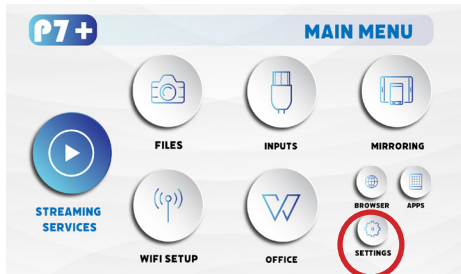 P7+
MAIN MENU
FILES
INPUTS
MIRRORING
STREAMING
SERVICES
BROWSER
APPS
WIFI SETUP
OFFICE
SETTINGS